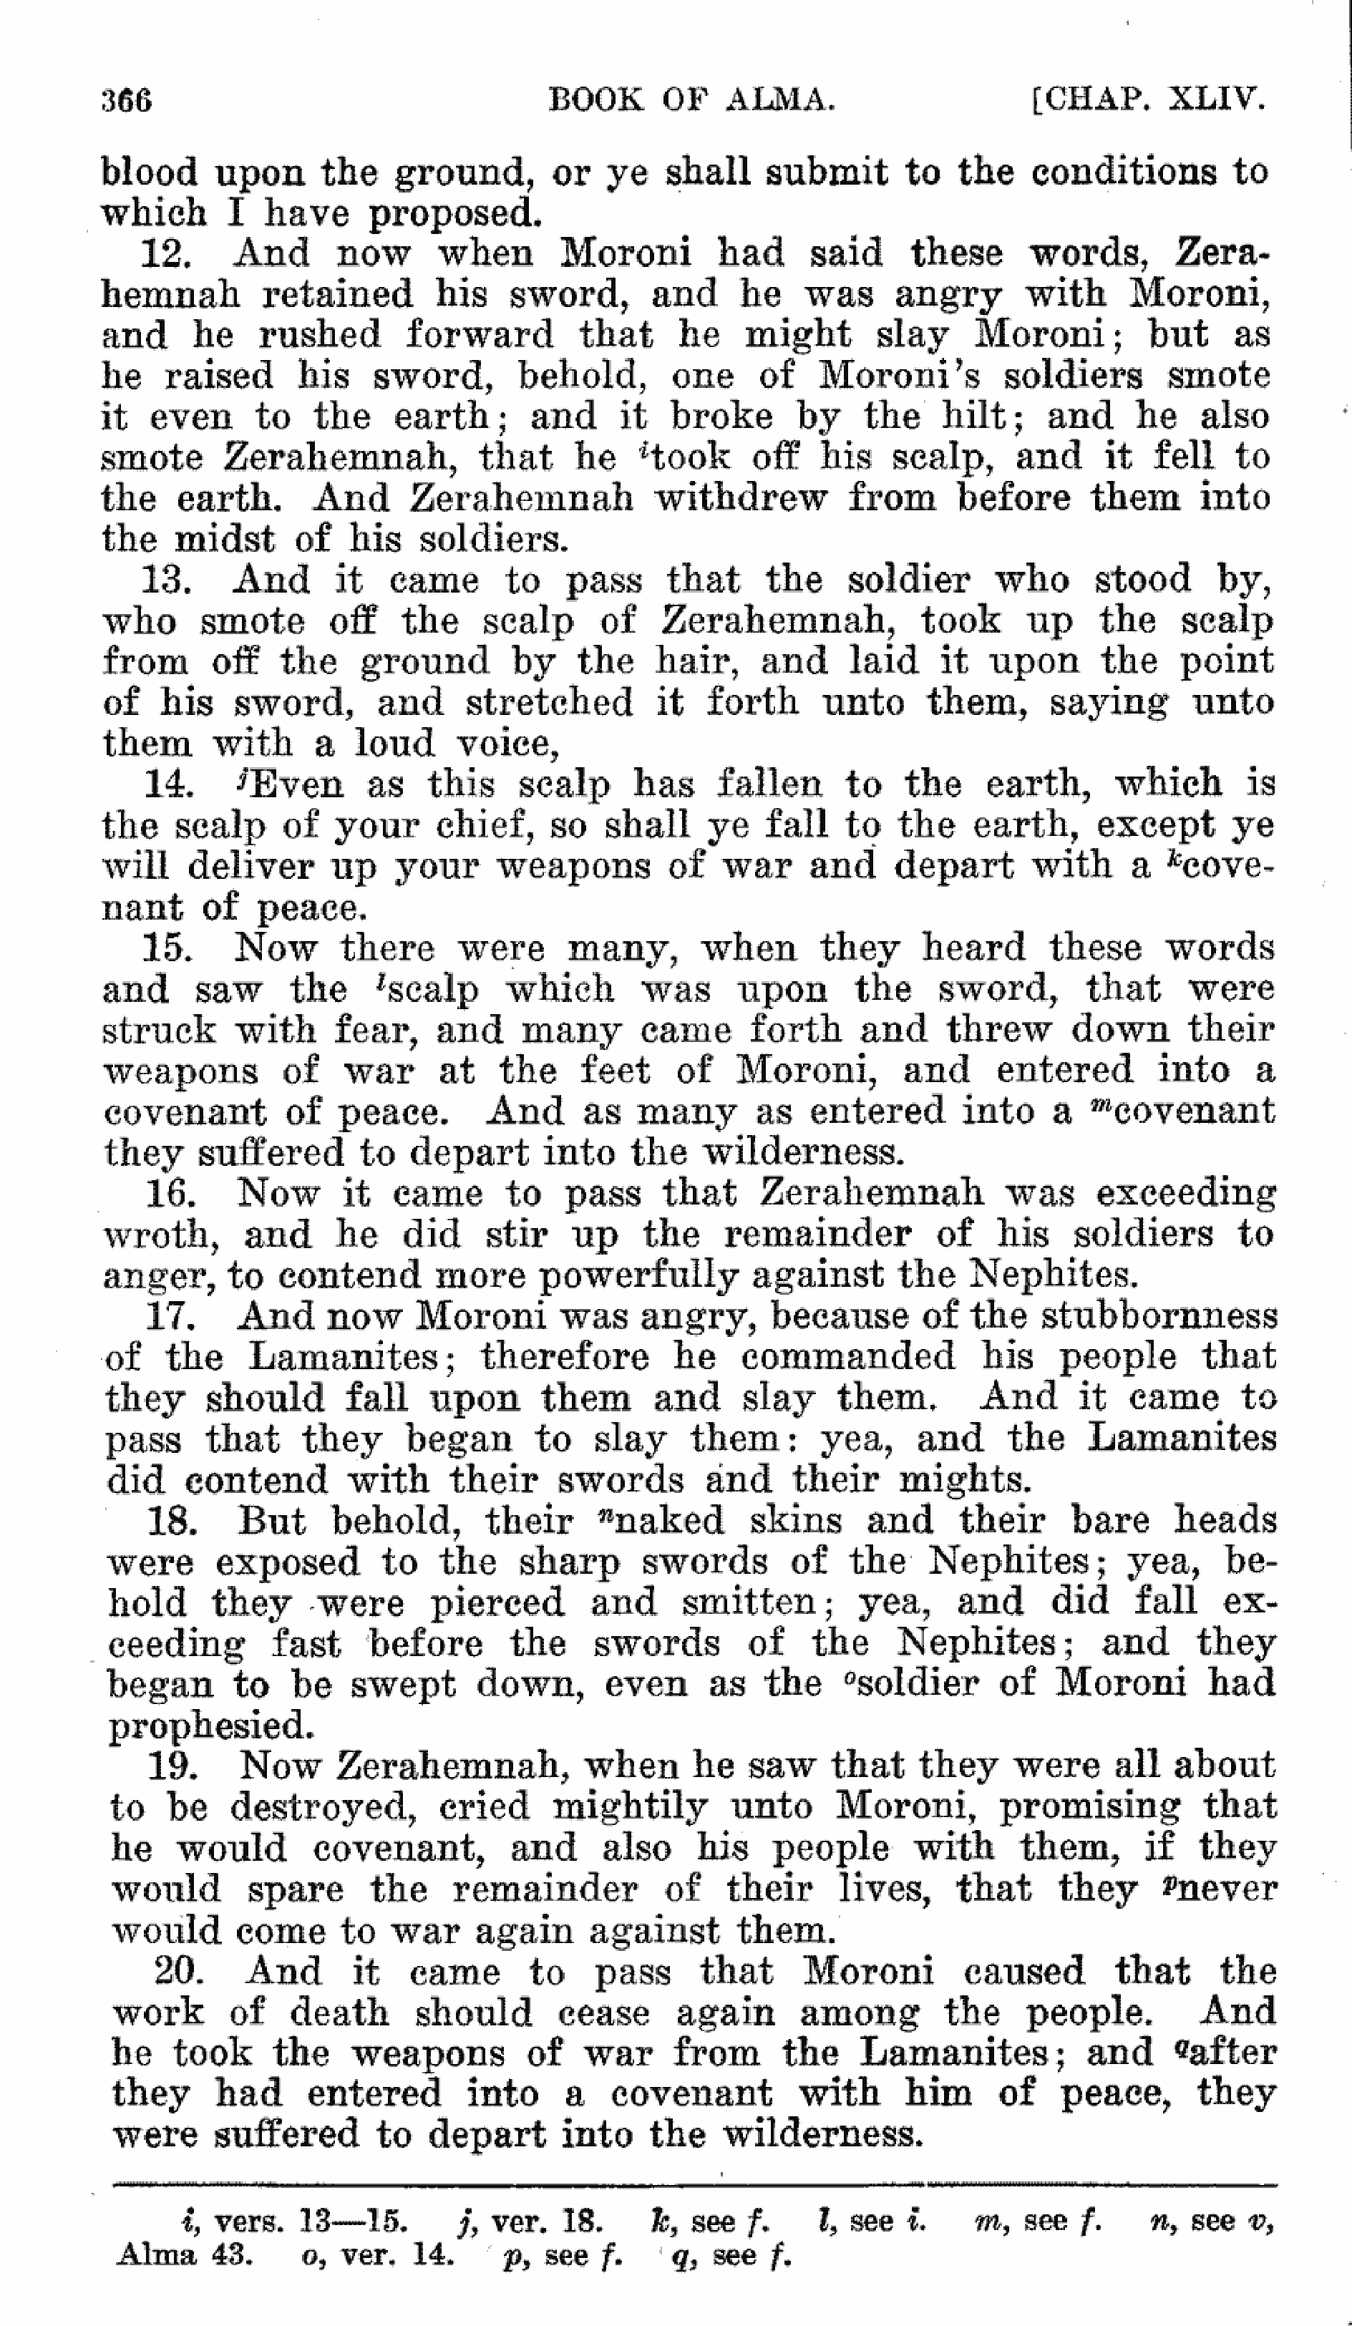 366 BOOK OF ALMA. [CHAP. XLIV.
blood upon the ground, or ye shall submit to the conditions to
which I have proposed.
12. And now when Moroni had said these words, Zera-
hemnah retained his sword, and he was angry with Moroni,
and he rushed forward that he might slay Moroni; but as
he raised his sword, behold, one of Moroni's soldiers smote
it even to the earth; and it broke by the hilt; and he also
smote Zerahemnah, that he itook off his scalp, and it fell to
the earth. And Zerahemnah withdrew from before them into
the midst of his soldiers.
13. And it came to pass that the soldier who stood by,
who smote off the scalp of Zerahemnah, took up the scalp
from off the ground by the hair, and laid it upon the point
of his sword, and stretched it forth unto them, saying unto
them with a loud voice,
14. jEven as this scalp has fallen to the earth, which is
the scalp of your chief, so shall ye fall to the earth, except ye
will deliver up your weapons of war and depart with a kcove-
nant of peace.
15. Now there were many, when they heard these words
and saw the lscalp which was upon the sword, that were
struck with fear, and many came forth and threw down their
weapons of war at the feet of Moroni, and entered into a
covenant of peace. And as many as entered into a mcovenant
they suffered to depart into the wilderness.
16. Now it came to pass that Zerahemnah was exceeding
wroth, and he did stir up the remainder of his soldiers to
anger, to contend more powerfully against the Nephites.
17. And now Moroni was angry, because of the stubbornness
of the Lamanites; therefore he commanded his people that
they should fall upon them and slay them. And it came to
pass that they began to slay them: yea, and the Lamanites
did contend with their swords and their mights.
18. But behold, their nnaked skins and their bare heads
were exposed to the sharp swords of the Nephites; yea, be-
hold they were pierced and smitten; yea, and did fall ex-
ceeding fast before the swords of the Nephites; and they
began to be swept down, even as the osoldier of Moroni had
prophesied.
19. Now Zerahemnah, when he saw that they were all about
to be destroyed, cried mightily unto Moroni, promising that
he would covenant, and also his people with them, if they
would spare the remainder of their lives, that they pnever
would come to war again against them.
20. And it came to pass that Moroni caused that the
work of death should cease again among the people. And
he took the weapons of war from the Lamanites; and qafter
they had entered into a covenant with him of peace, they
were suffered to depart into the wilderness.
i, vers. 13—15. j, ver. 18. k, see f. l, see i. m, see f. n, see v,
Alma 43. o, ver. 14. p, see f. q, see f.